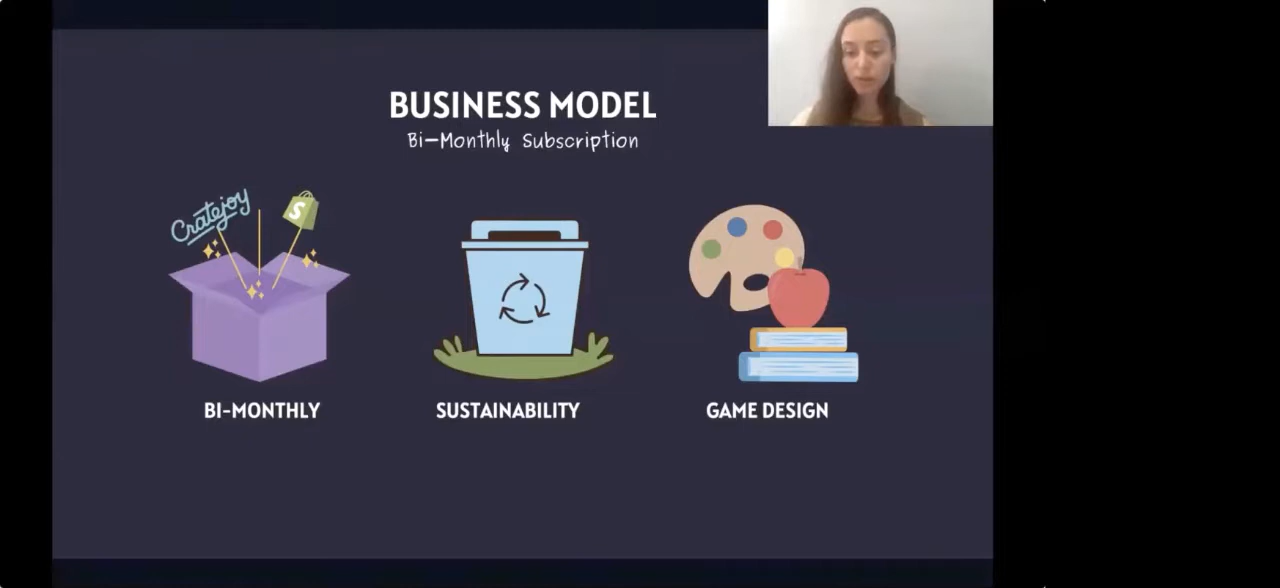 BUSINESS MODEL
Bi-Monthly Subscription
Cratejoy
S
BI-MONTHLY
SUSTAINABILITY
GAME DESIGN